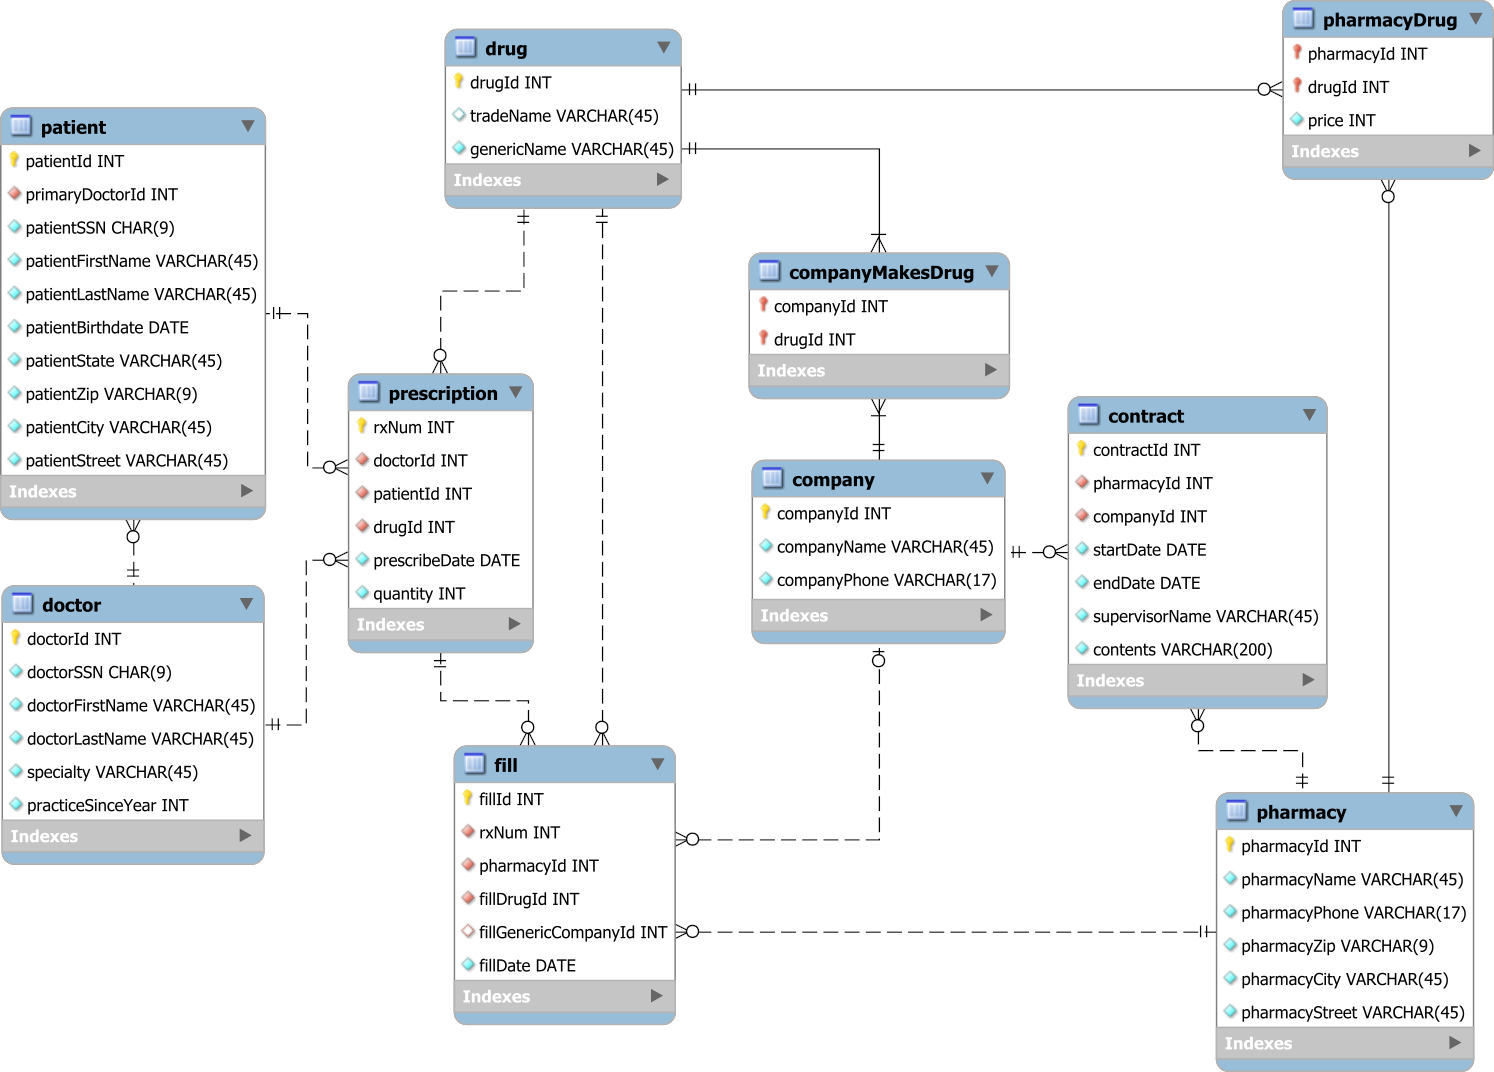 drug
drugId INT
tradeName VARCHAR(45)
genericName VARCHAR(45)
Indexes
pharmacyDrug
pharmacyId INT
drugId INT
price INT
Indexes
patient
patientId INT
primaryDoctorId INT
patientSSN CHAR(9)
patientFirstName VARCHAR(45)
patientLastName VARCHAR(45)
patientBirthdate DATE
patientState VARCHAR(45)
patientZip VARCHAR(9)
patientCity VARCHAR(45)
patientStreet VARCHAR(45)
Indexes
companyMakesDrug
companyId INT
drugId INT
Indexes
prescription
rxNum INT
doctorId INT
patientId INT
drugId INT
prescribeDate DATE
quantity INT
Indexes
contract
contractId INT
pharmacyId INT
companyId INT
startDate DATE
endDate DATE
supervisorName VARCHAR(45)
contents VARCHAR(200)
Indexes
company
companyId INT
companyName VARCHAR(45)
companyPhone VARCHAR(17)
Indexes
doctor
doctorId INT
doctorSSN CHAR(9)
doctorFirstName VARCHAR(45)
doctorLastName VARCHAR(45)
specialty VARCHAR(45)
practiceSinceYear INT
Indexes
fill
fillId INT
rxNum INT
pharmacyId INT
fillDrugId INT
fillGenericCompanyId INT
fillDate DATE
Indexes
pharmacy
pharmacyId INT
pharmacyName VARCHAR(45)
pharmacyPhone VARCHAR(17)
pharmacyZip VARCHAR(9)
pharmacyCity VARCHAR(45)
pharmacyStreet VARCHAR(45)
Indexes